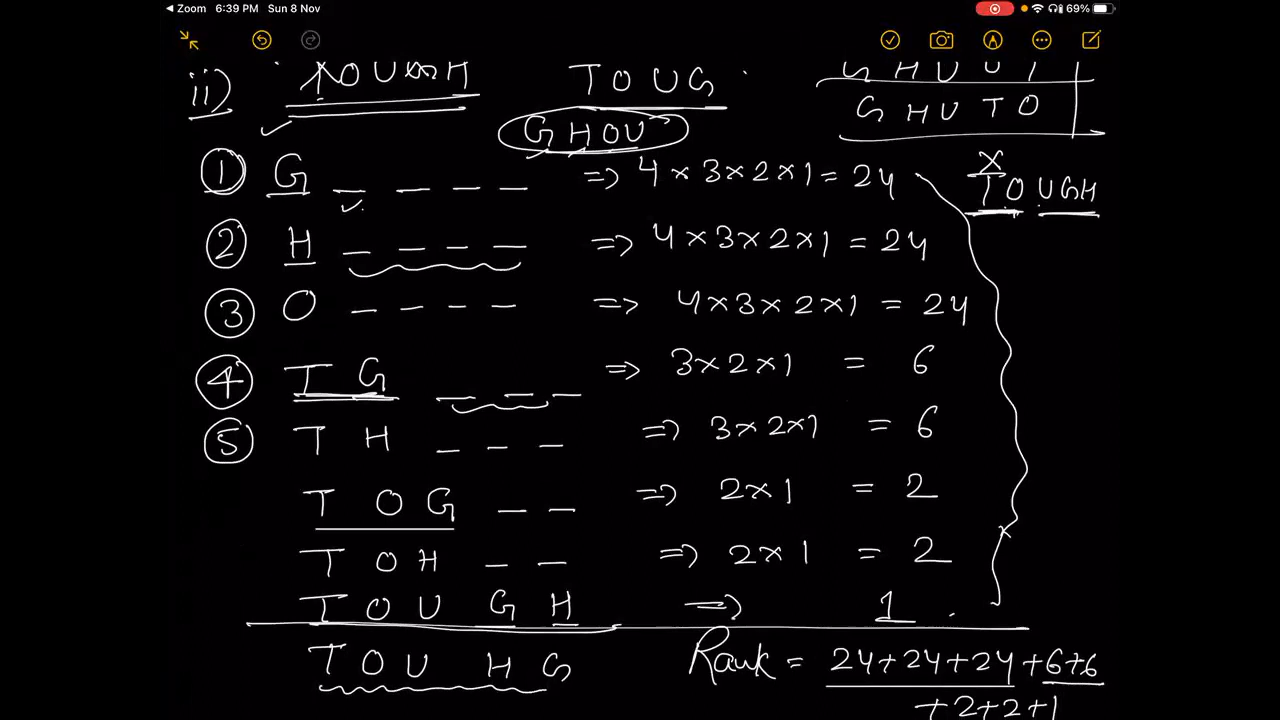 Zoom 6:39 PM Sun 8 Nov 69%
ii) TOUGH TOUG
GHUTO
GHOU
① G _ _ _ _ => 4 × 3 × 2 × 1 = 24
TOUGH
② H _ _ _ _ => 4 × 3 × 2 × 1 = 24
③ O _ _ _ _ => 4 × 3 × 2 × 1 = 24
④ T G _ _ _ => 3 × 2 × 1 = 6
⑤ T H _ _ _ => 3 × 2 × 1 = 6
T O G _ _ => 2 × 1 = 2
T O H _ _ => 2 × 1 = 2
T O U G H => 1
T O U H G Rank = 24+24+24+6+6
+2+2+1